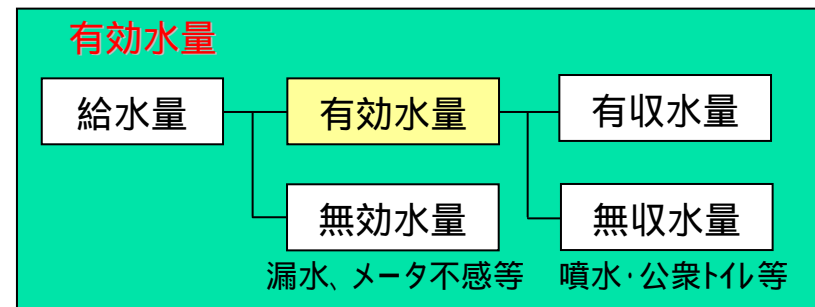 有効水量
給水量
有効水量
有収水量
無効水量
無収水量
漏水、メータ不感等
噴水・公衆トイレ等